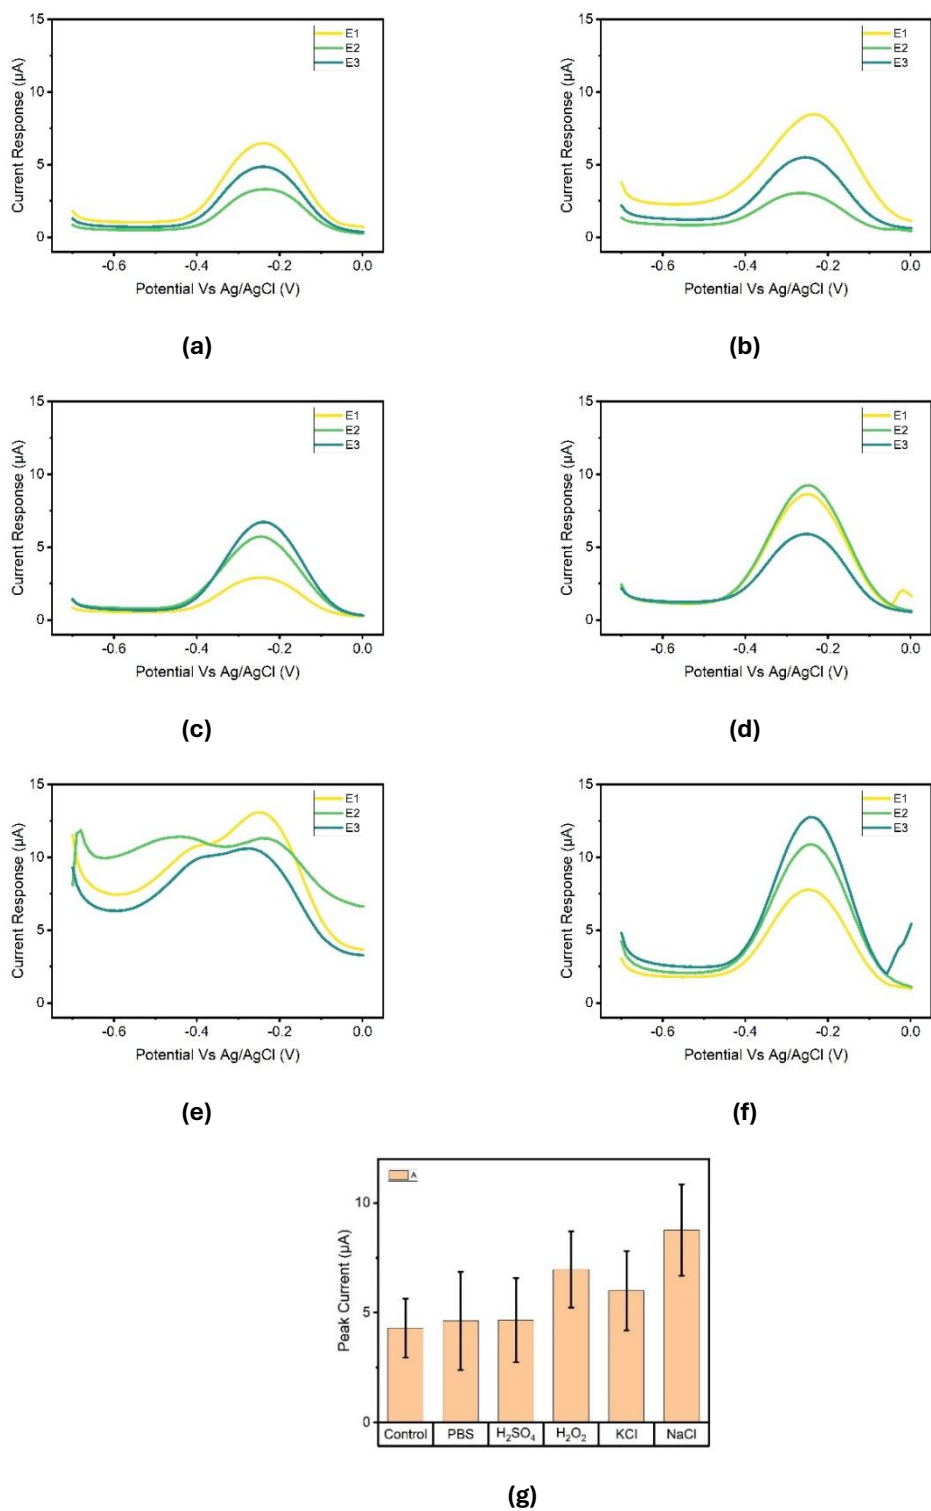 15
10
5
0
Current Response (µA)
E1
E2
E3
-0.6
-0.4
-0.2
0.0
Potential Vs Ag/AgCl (V)
(a)
15
10
5
0
Current Response (µA)
E1
E2
E3
-0.6
-0.4
-0.2
0.0
Potential Vs Ag/AgCl (V)
(b)
15
10
5
0
Current Response (µA)
E1
E2
E3
-0.6
-0.4
-0.2
0.0
Potential Vs Ag/AgCl (V)
(c)
15
10
5
0
Current Response (µA)
E1
E2
E3
-0.6
-0.4
-0.2
0.0
Potential Vs Ag/AgCl (V)
(d)
15
10
5
0
Current Response (µA)
E1
E2
E3
-0.6
-0.4
-0.2
0.0
Potential Vs Ag/AgCl (V)
(e)
15
10
5
0
Current Response (µA)
E1
E2
E3
-0.6
-0.4
-0.2
0.0
Potential Vs Ag/AgCl (V)
(f)
A
10
5
0
Peak Current (µA)
Control PBS H₂SO₄ H₂O₂ KCl NaCl
(g)